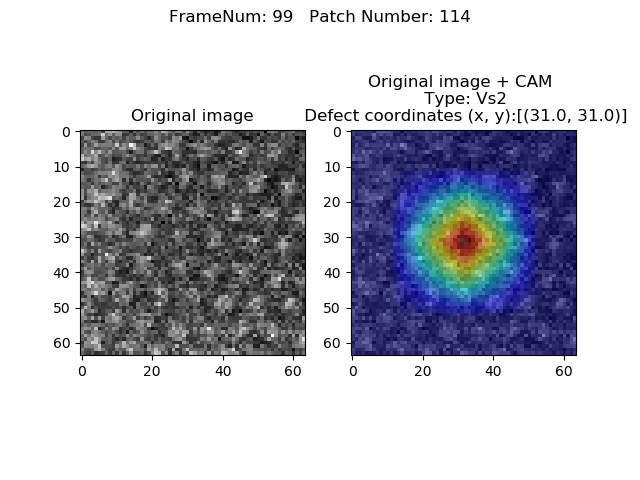 FrameNum: 99   Patch Number: 114
Original image
Original image + CAM
Type: Vs2
Defect coordinates (x, y):[(31.0, 31.0)]
0
10
20
30
40
50
60
0 20 40 60
0
10
20
30
40
50
60
0 20 40 60